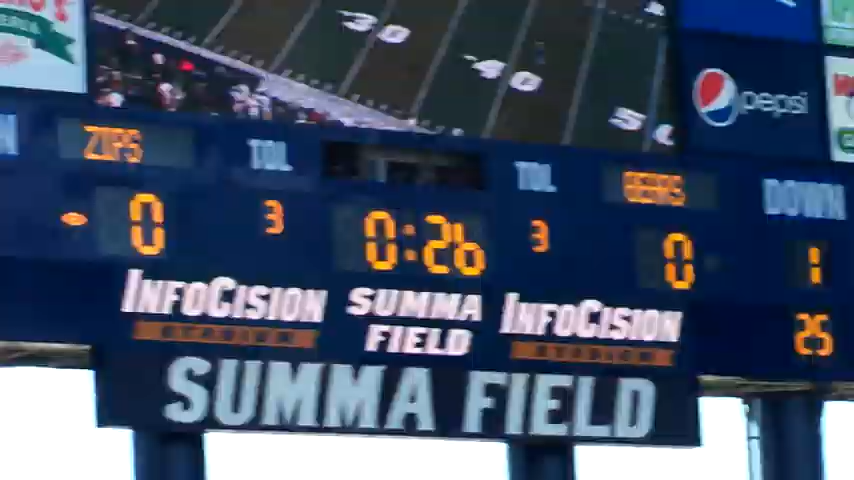 30
40
50
pepsi
ZIPS
TOL
TOL
BEARS
DOWN
0
3
0:26
3
0
1
INFOCISION
SUMMA
FIELD
INFOCISION
25
STADIUM
STADIUM
SUMMA FIELD